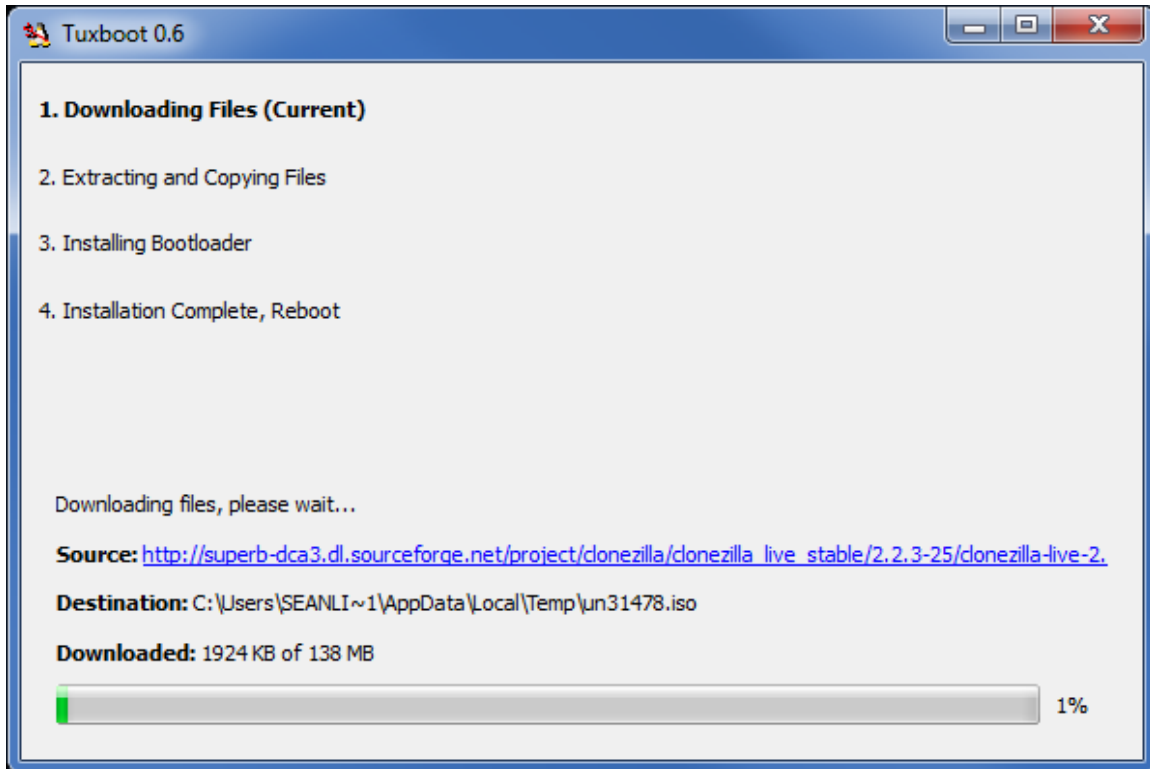 Tuxboot 0.6
1. Downloading Files (Current)
2. Extracting and Copying Files
3. Installing Bootloader
4. Installation Complete, Reboot
Downloading files, please wait...
Source: http://superb-dca3.dl.sourceforge.net/project/clonezilla/clonezilla_live_stable/2.2.3-25/clonezilla-live-2.
Destination: C:\Users\SEANLI~1\AppData\Local\Temp\un31478.iso
Downloaded: 1924 KB of 138 MB
1%